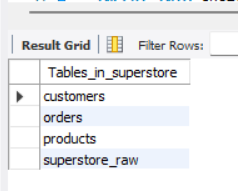 Result Grid Filter Rows:
Tables_in_superstore
customers
orders
products
superstore_raw